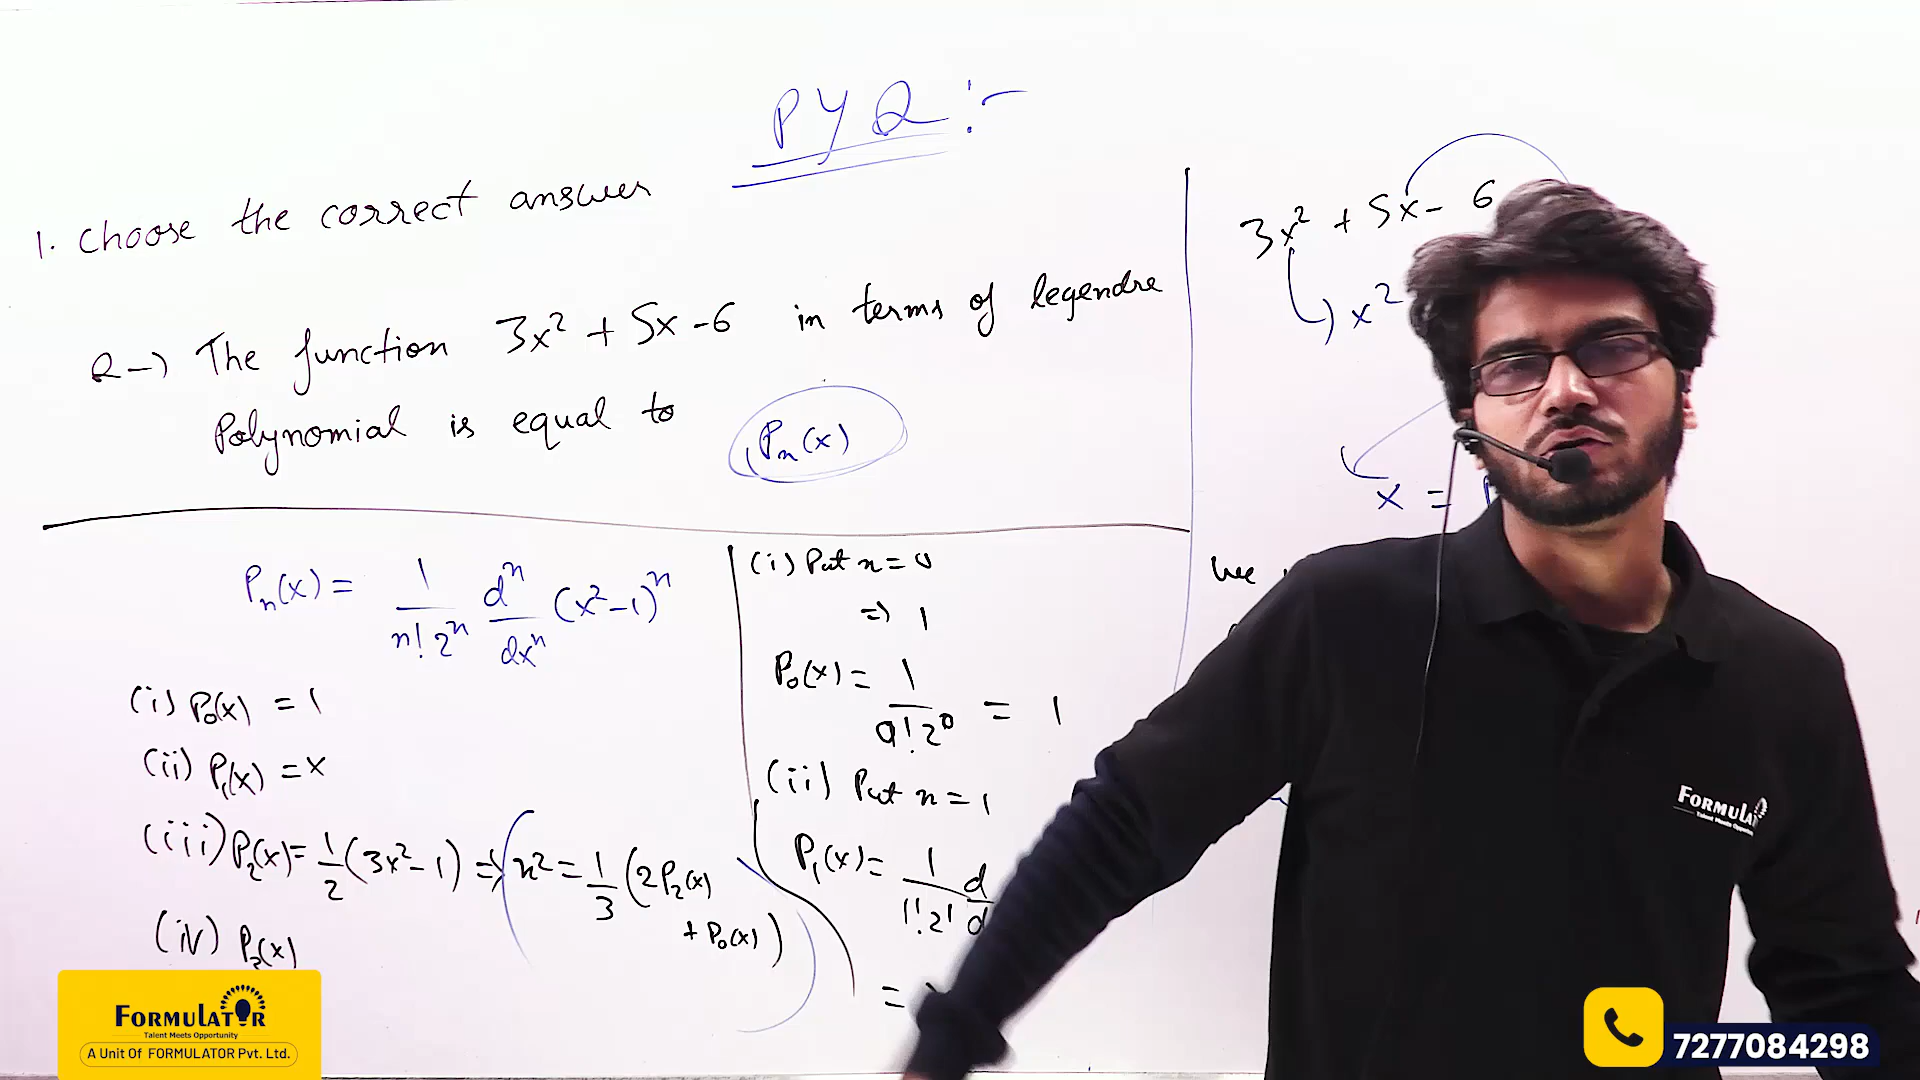 PYQ :-
1. Choose the correct answer
Q→) The function 3x² + 5x - 6 in terms of legendre
Polynomial is equal to Pₙ(x)
Pₙ(x) = 1/(n! 2ⁿ) dⁿ/dxⁿ (x²-1)ⁿ
(i) P₀(x) = 1
(ii) P₁(x) = x
(iii) P₂(x) = 1/2 (3x²-1) ⇒ x² = 1/3 (2P₂(x)
+ P₀(x))
(iv) P₃(x)
(i) Put n = 0
⇒ 1
P₀(x) = 1/(0! 2⁰) = 1
(ii) Put n = 1
P₁(x) = 1/(1! 2¹) d/d
=
3x² + 5x - 6
→ x²
x =
we
FORMULATOR
Talent Meets Opportunity
A Unit Of FORMULATOR Pvt. Ltd.
FORMULAT
Talent Meets
7277084298